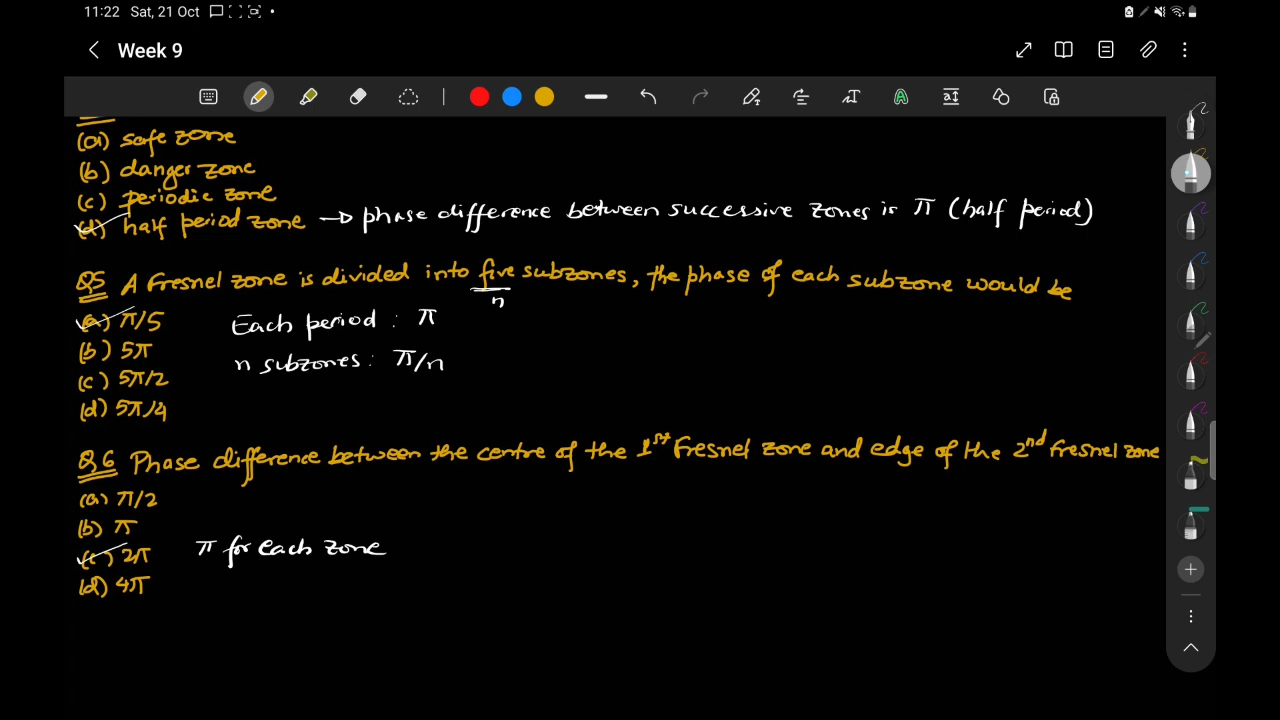 11:22 Sat, 21 Oct
Week 9
(a) safe zone
(b) danger zone
(c) periodic zone
(d) half period zone → phase difference between successive zones is π (half period)
Q5 A Fresnel zone is divided into five subzones, the phase of each subzone would be
n
(a) π/5
Each period : π
(b) 5π
n subzones : π/n
(c) 5π/2
(d) 5π/4
Q6 Phase difference between the centre of the 1st Fresnel zone and edge of the 2nd fresnel zone
(a) π/2
(b) π
π for each zone
(c) 2π
(d) 4π